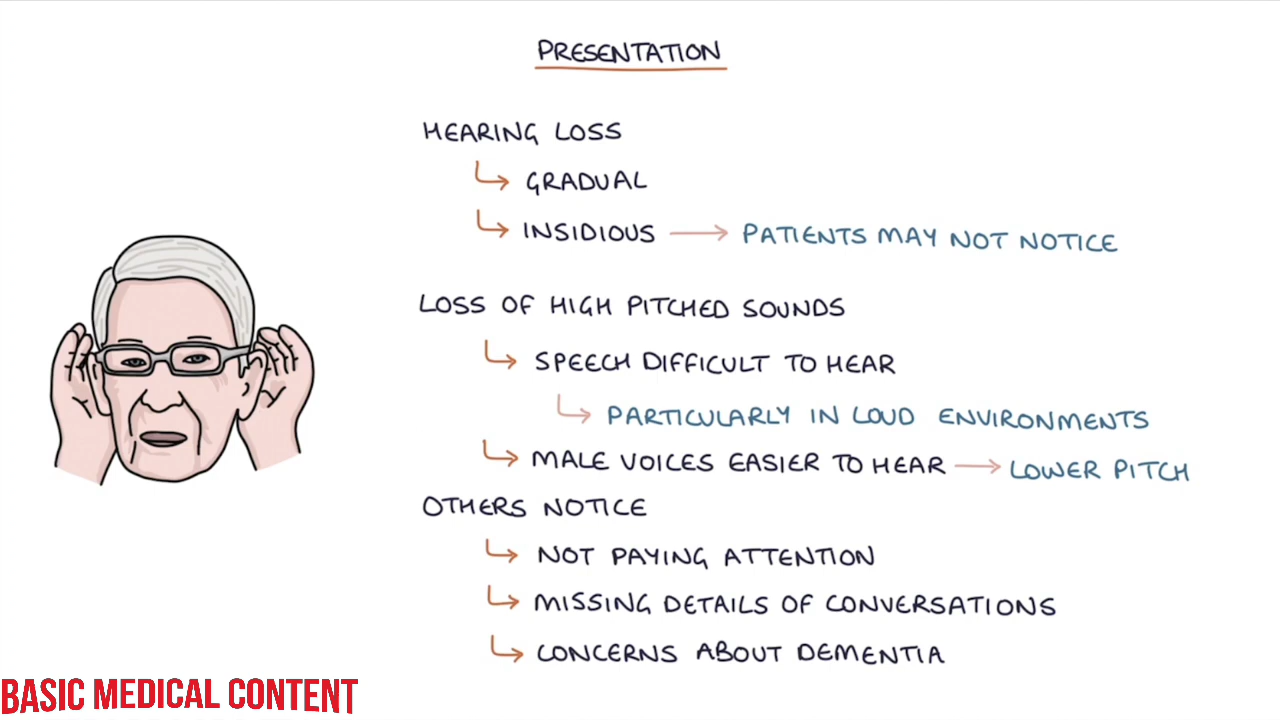 PRESENTATION
HEARING LOSS
GRADUAL
INSIDIOUS → PATIENTS MAY NOT NOTICE
LOSS OF HIGH PITCHED SOUNDS
SPEECH DIFFICULT TO HEAR
PARTICULARLY IN LOUD ENVIRONMENTS
MALE VOICES EASIER TO HEAR → LOWER PITCH
OTHERS NOTICE
NOT PAYING ATTENTION
MISSING DETAILS OF CONVERSATIONS
CONCERNS ABOUT DEMENTIA
BASIC MEDICAL CONTENT